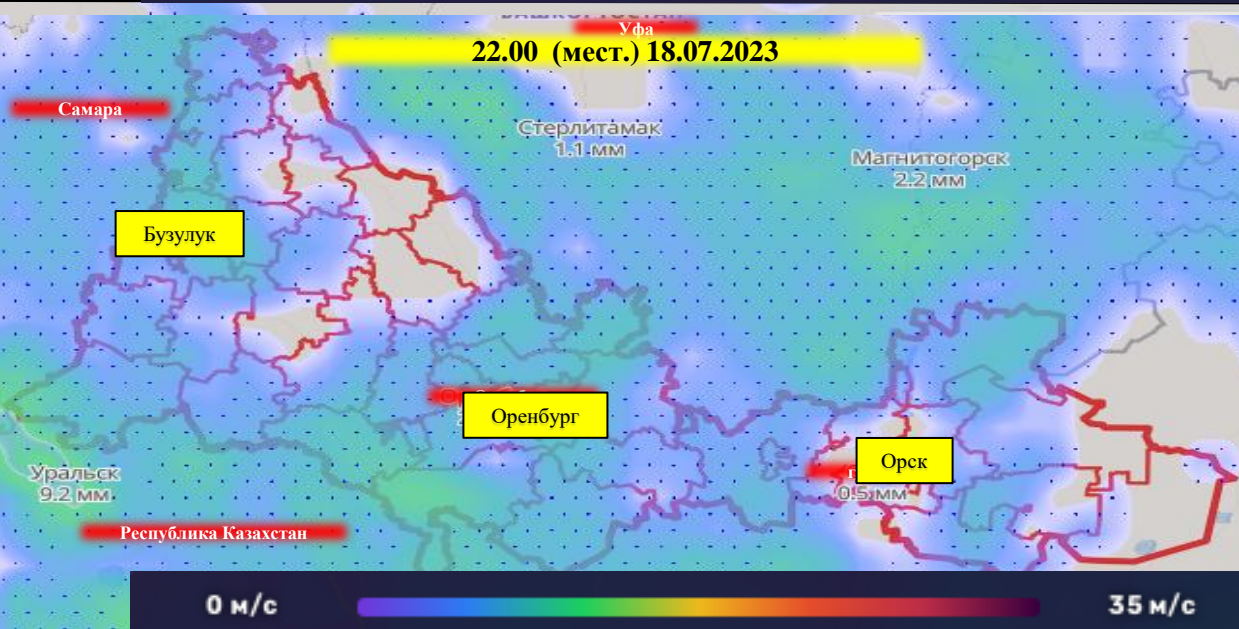 БАШКОРТОСТАН
Уфа
22.00 (мест.) 18.07.2023
Самара
Стерлитамак
1.1 мм
Магнитогорск
2.2 мм
Бузулук
Оренбург
Орск
0.5 мм
Уральск
9.2 мм
Республика Казахстан
0 м/с
35 м/с